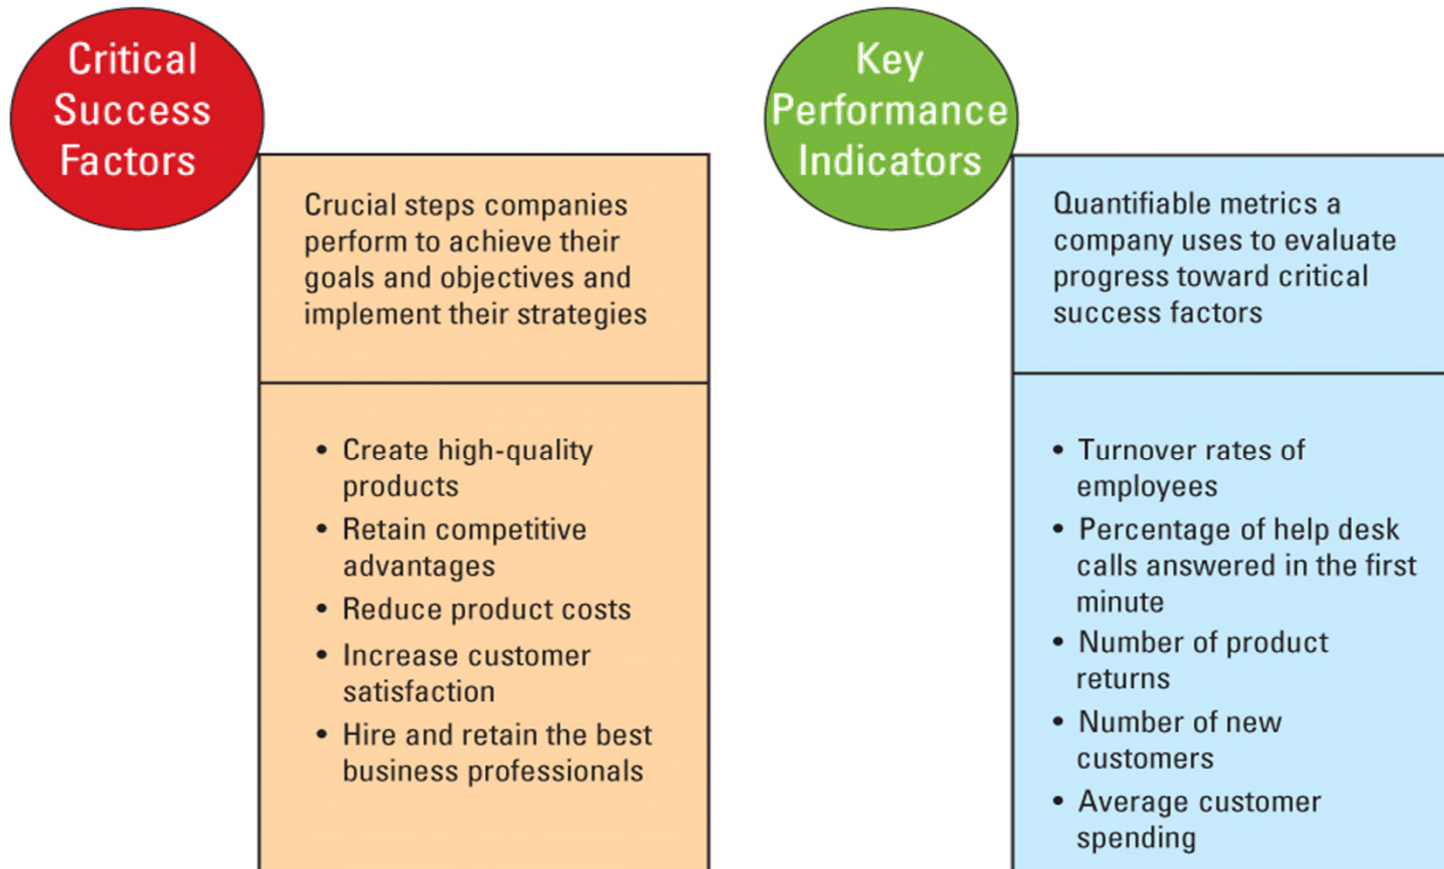 Critical
Success
Factors
Crucial steps companies
perform to achieve their
goals and objectives and
implement their strategies
• Create high-quality
products
• Retain competitive
advantages
• Reduce product costs
• Increase customer
satisfaction
• Hire and retain the best
business professionals
Key
Performance
Indicators
Quantifiable metrics a
company uses to evaluate
progress toward critical
success factors
• Turnover rates of
employees
• Percentage of help desk
calls answered in the first
minute
• Number of product
returns
• Number of new
customers
• Average customer
spending